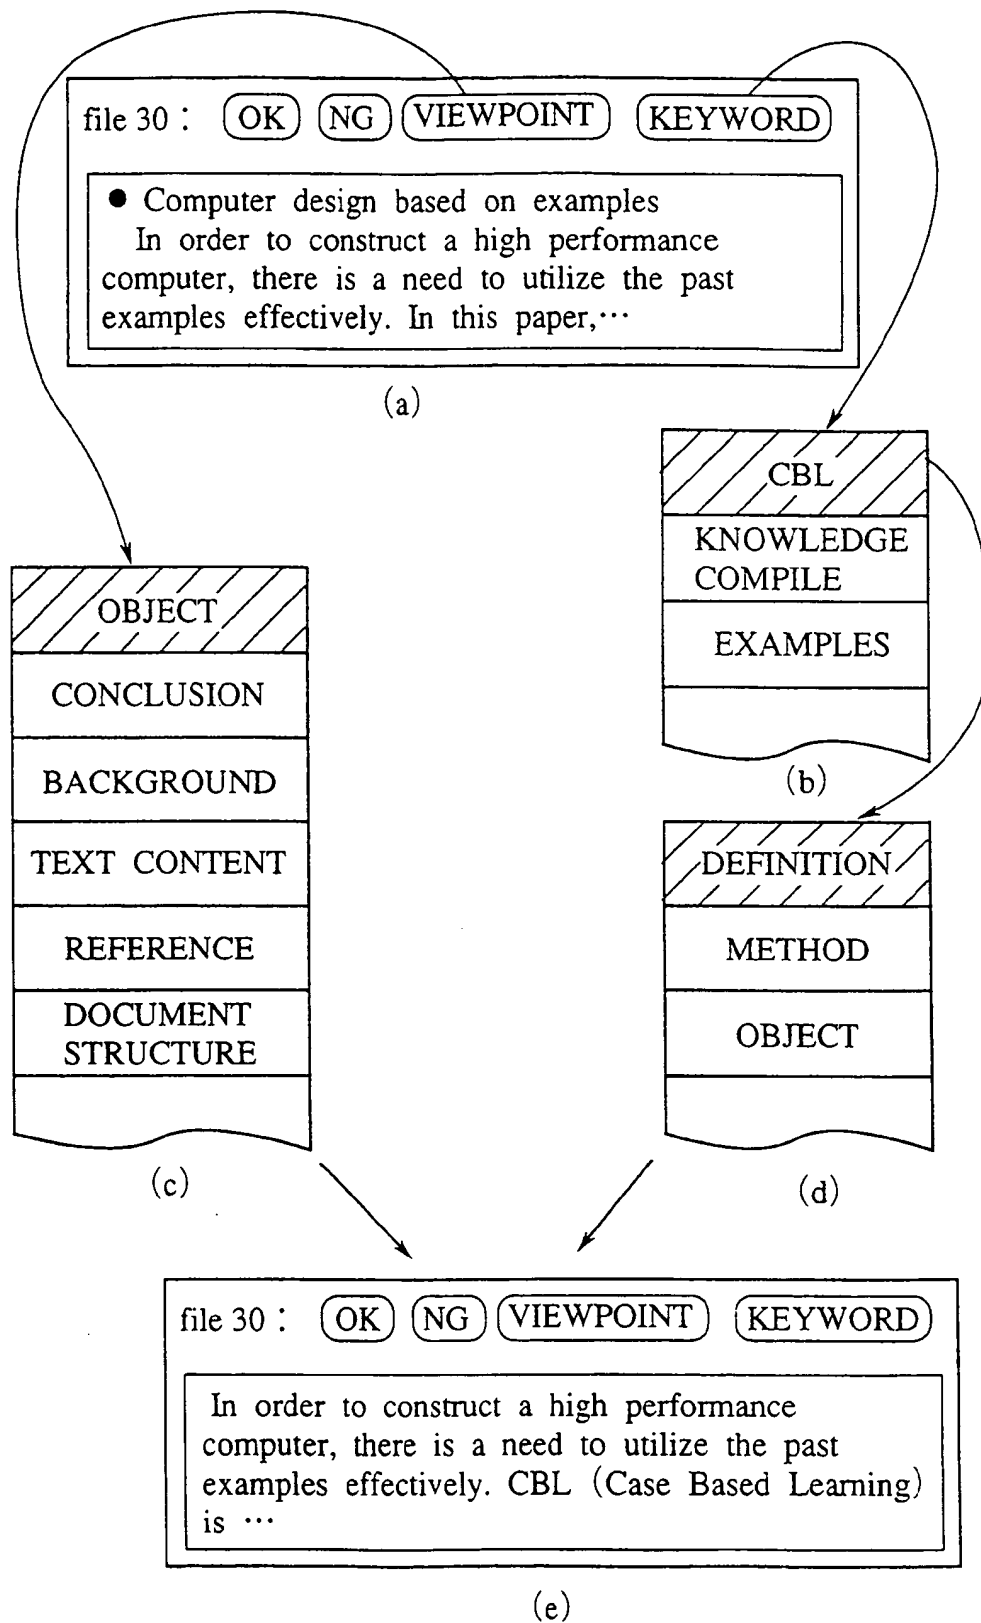 file 30 : OK NG VIEWPOINT KEYWORD
● Computer design based on examples
In order to construct a high performance
computer, there is a need to utilize the past
examples effectively. In this paper,…
(a)
CBL
KNOWLEDGE
COMPILE
EXAMPLES
(b)
OBJECT
CONCLUSION
BACKGROUND
TEXT CONTENT
REFERENCE
DOCUMENT
STRUCTURE
(c)
DEFINITION
METHOD
OBJECT
(d)
file 30 : OK NG VIEWPOINT KEYWORD
In order to construct a high performance
computer, there is a need to utilize the past
examples effectively. CBL (Case Based Learning)
is …
(e)